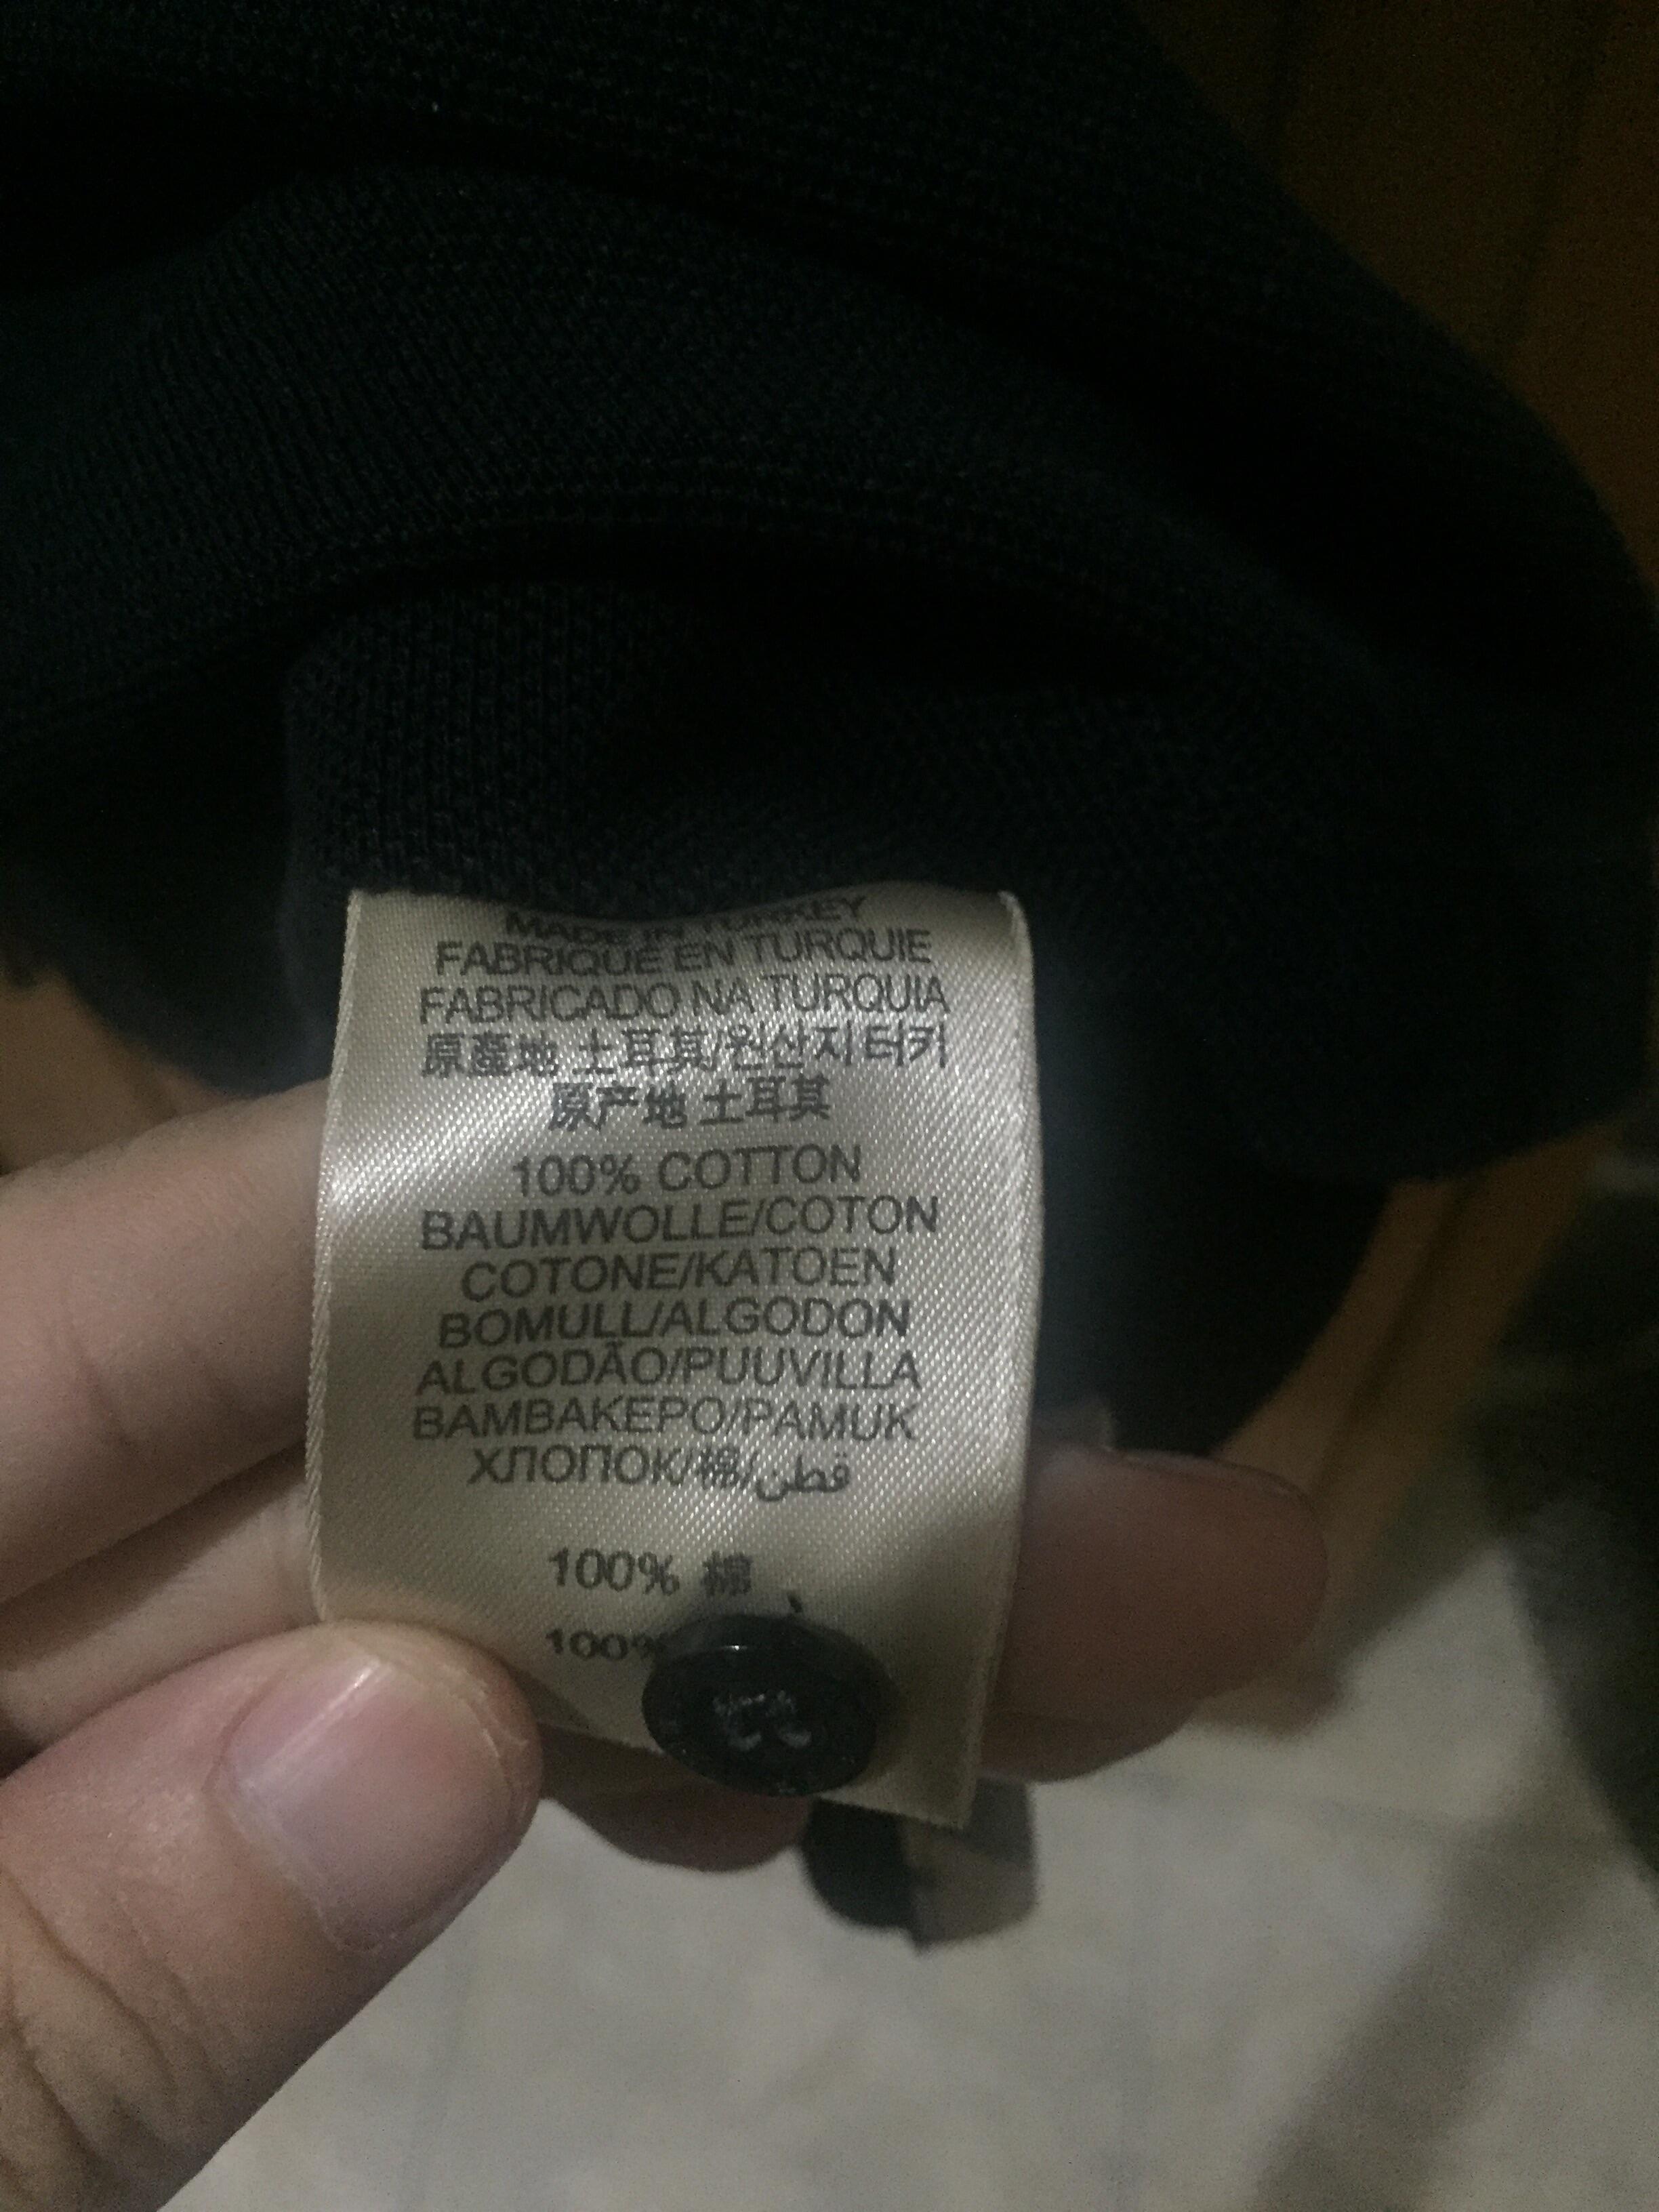 MADE IN TURKEY
FABRIQUE EN TURQUIE
FABRICADO NA TURQUIA
原產地 土耳其/원산지 터키
原产地 土耳其
100% COTTON
BAUMWOLLE/COTON
COTONE/KATOEN
BOMULL/ALGODON
ALGODÃO/PUUVILLA
BAMBAKEPO/PAMUK
ХЛОПОК/棉/قطن
100% 棉
100%